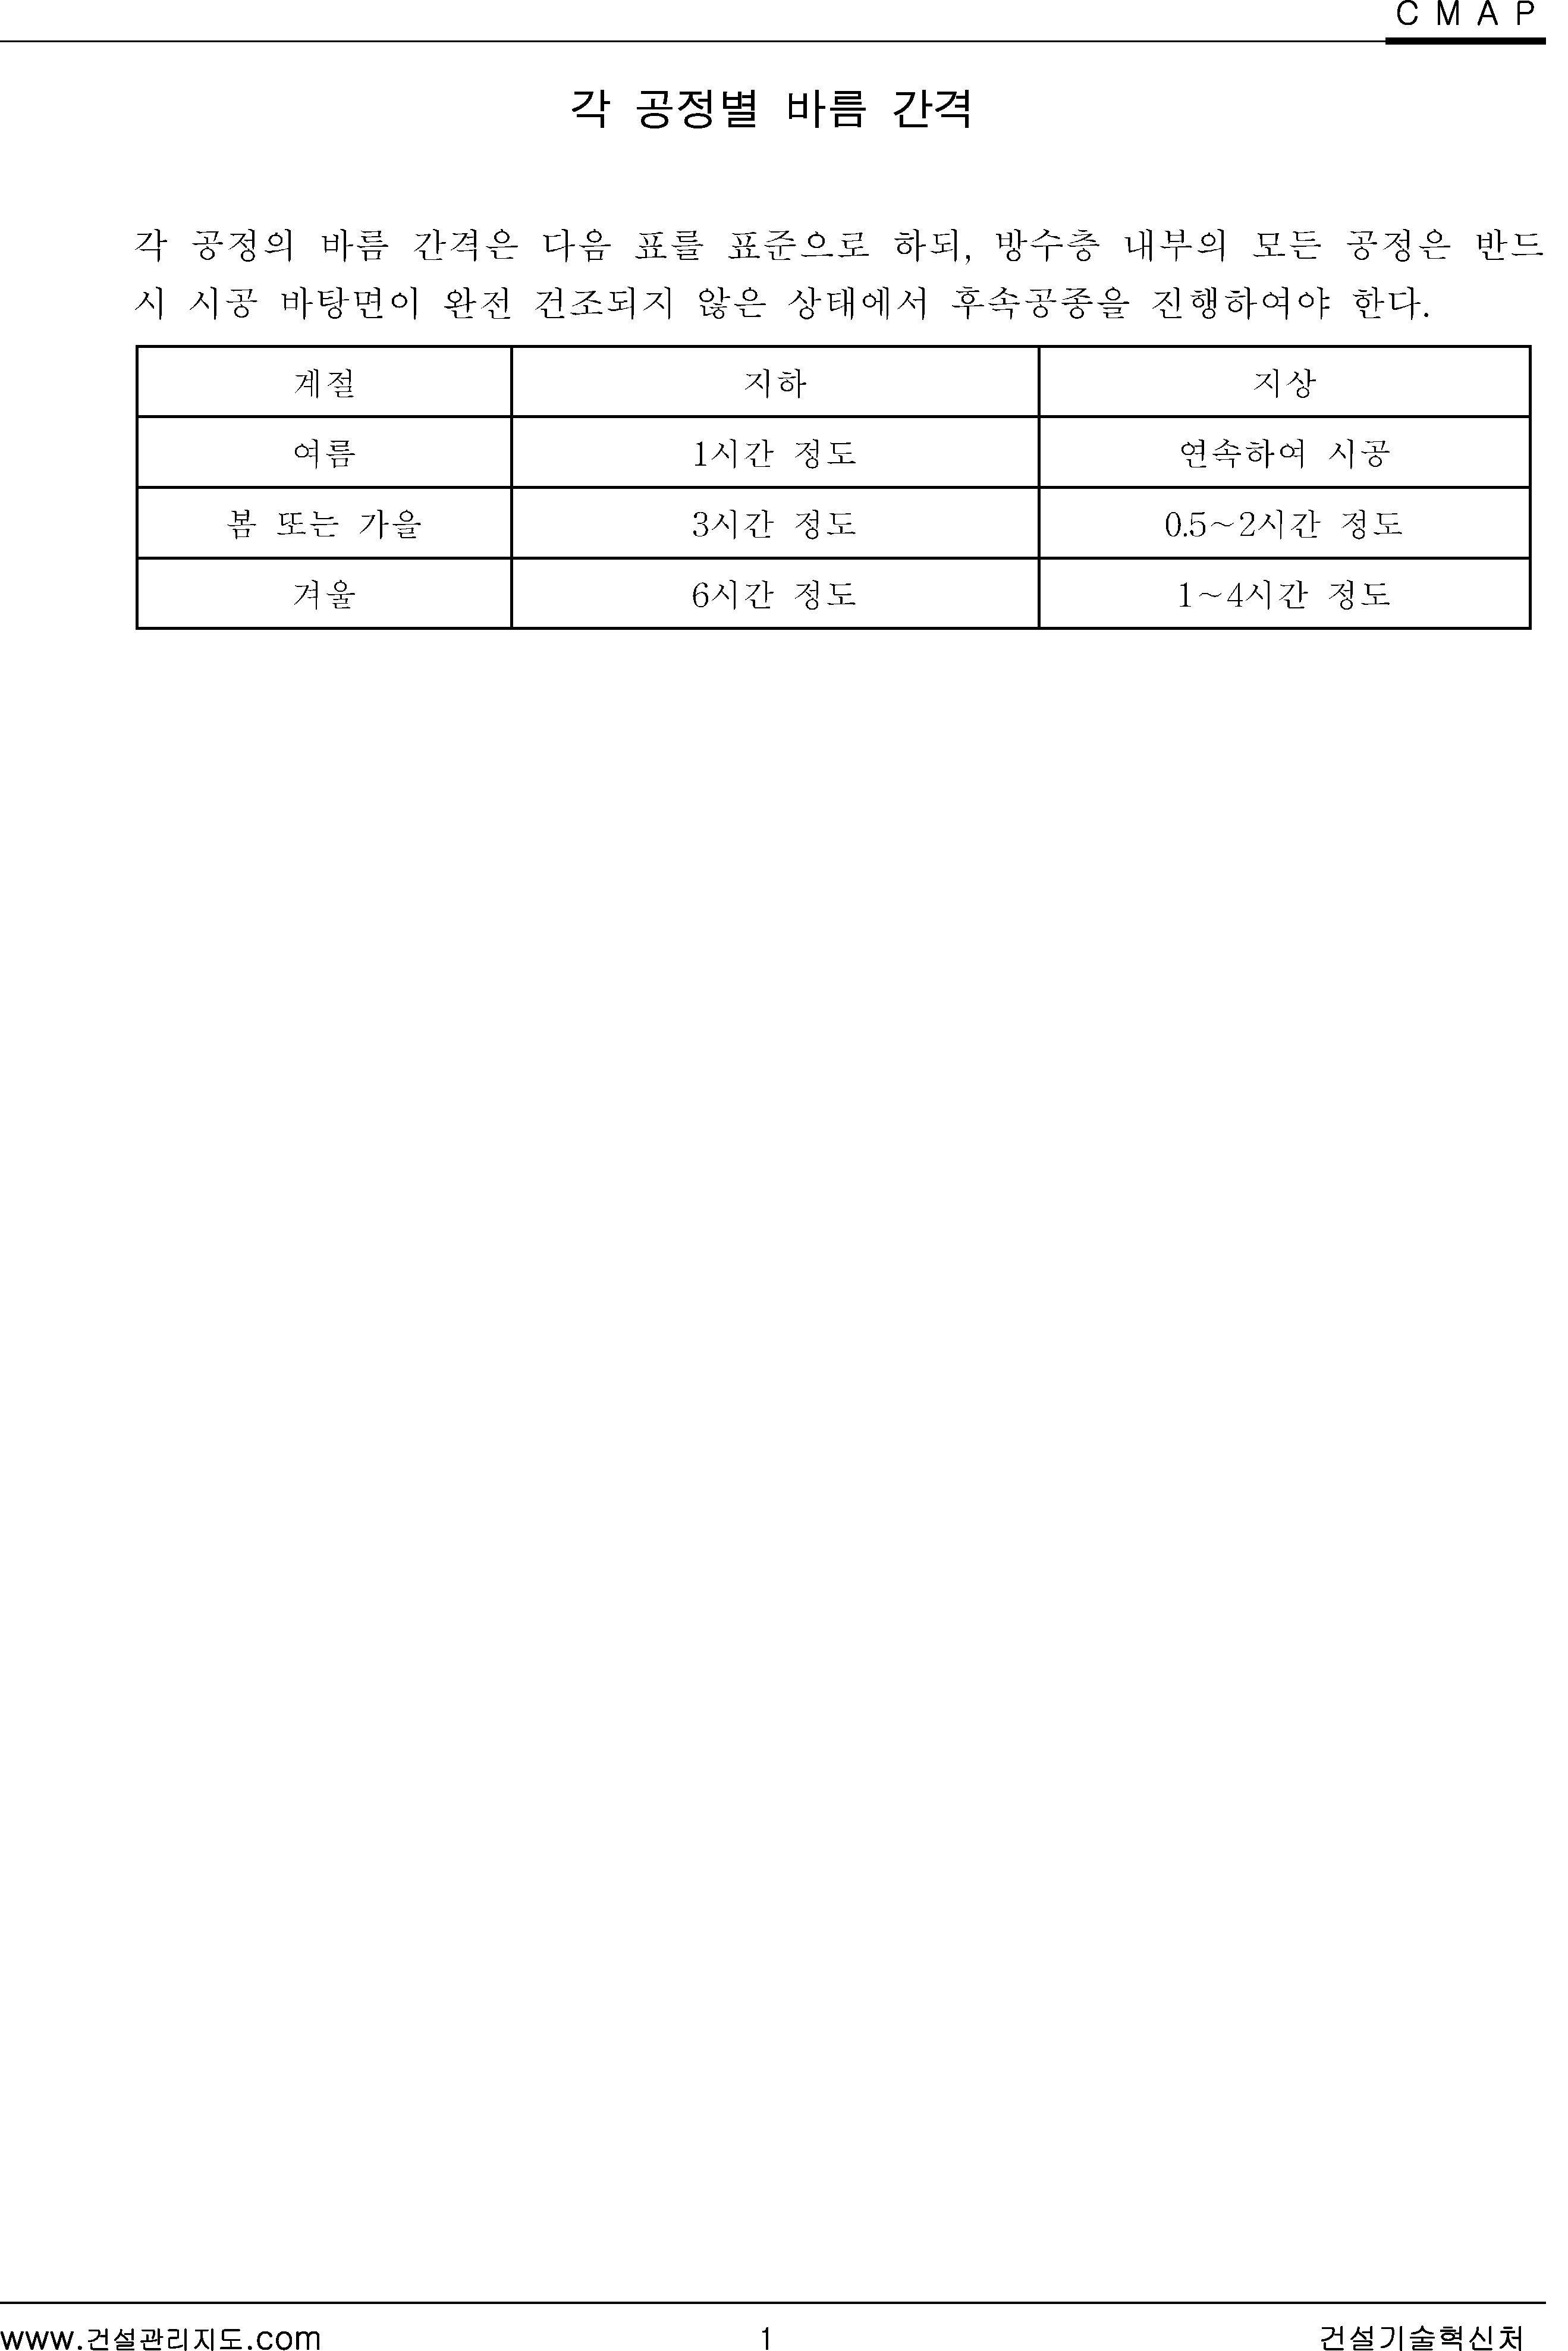 C M A P
각 공정별 바름 간격
각 공정의 바름 간격은 다음 표를 표준으로 하되, 방수층 내부의 모든 공정은 반드
시 시공 바탕면이 완전 건조되지 않은 상태에서 후속공종을 진행하여야 한다.
계절 지하 지상
여름 1시간 정도 연속하여 시공
봄 또는 가을 3시간 정도 0.5~2시간 정도
겨울 6시간 정도 1~4시간 정도
www.건설관리지도.com 1 건설기술혁신처